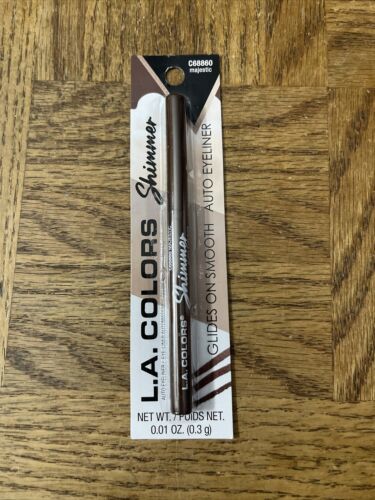 C68860
majestic
L.A. COLORS
Shimmer
GLIDES ON SMOOTH AUTO EYELINER
L.A. COLORS® Shimmer
NET WT. / POIDS NET.
0.01 OZ. (0.3 g)